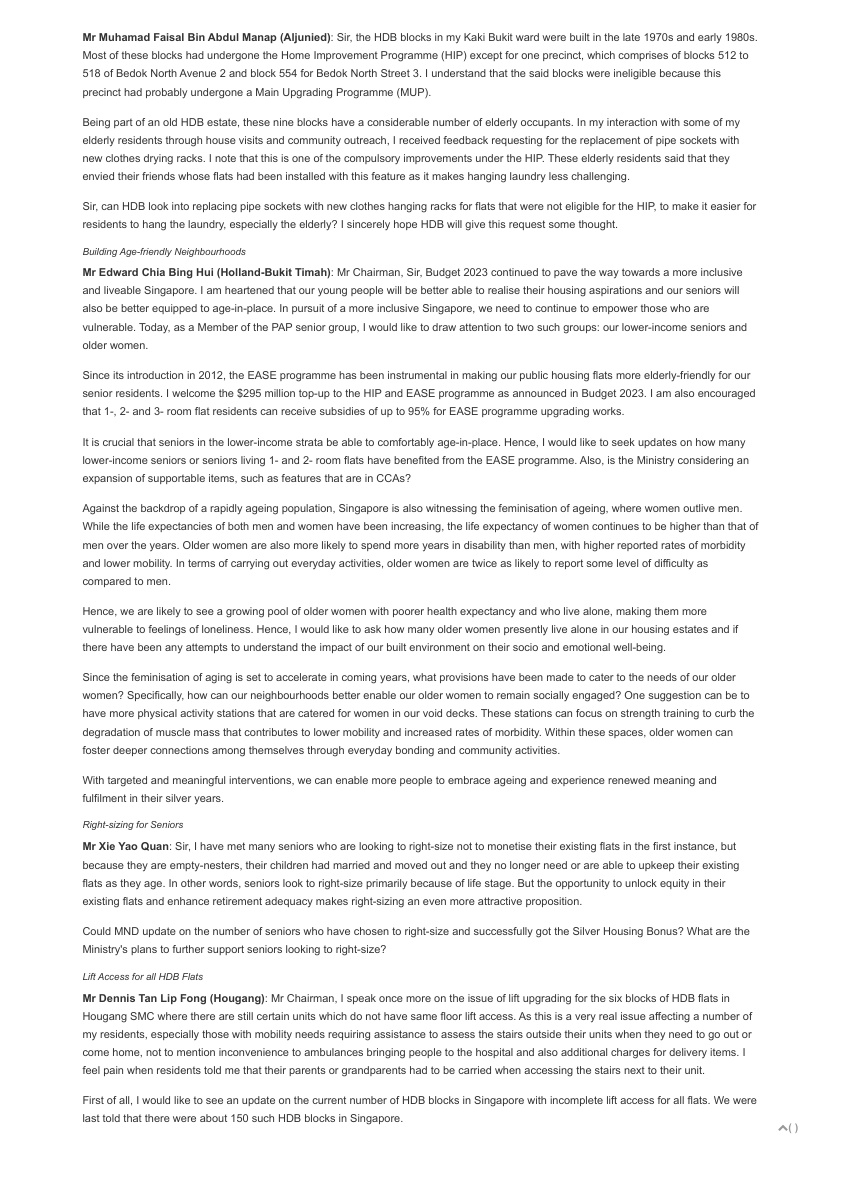 Mr Muhamad Faisal Bin Abdul Manap (Aljunied): Sir, the HDB blocks in my Kaki Bukit ward were built in the late 1970s and early 1980s.
Most of these blocks had undergone the Home Improvement Programme (HIP) except for one precinct, which comprises of blocks 512 to
518 of Bedok North Avenue 2 and block 554 for Bedok North Street 3. I understand that the said blocks were ineligible because this
precinct had probably undergone a Main Upgrading Programme (MUP).
Being part of an old HDB estate, these nine blocks have a considerable number of elderly occupants. In my interaction with some of my
elderly residents through house visits and community outreach, I received feedback requesting for the replacement of pipe sockets with
new clothes drying racks. I note that this is one of the compulsory improvements under the HIP. These elderly residents said that they
envied their friends whose flats had been installed with this feature as it makes hanging laundry less challenging.
Sir, can HDB look into replacing pipe sockets with new clothes hanging racks for flats that were not eligible for the HIP, to make it easier for
residents to hang the laundry, especially the elderly? I sincerely hope HDB will give this request some thought.
Building Age-friendly Neighbourhoods
Mr Edward Chia Bing Hui (Holland-Bukit Timah): Mr Chairman, Sir, Budget 2023 continued to pave the way towards a more inclusive
and liveable Singapore. I am heartened that our young people will be better able to realise their housing aspirations and our seniors will
also be better equipped to age-in-place. In pursuit of a more inclusive Singapore, we need to continue to empower those who are
vulnerable. Today, as a Member of the PAP senior group, I would like to draw attention to two such groups: our lower-income seniors and
older women.
Since its introduction in 2012, the EASE programme has been instrumental in making our public housing flats more elderly-friendly for our
senior residents. I welcome the $295 million top-up to the HIP and EASE programme as announced in Budget 2023. I am also encouraged
that 1-, 2- and 3- room flat residents can receive subsidies of up to 95% for EASE programme upgrading works.
It is crucial that seniors in the lower-income strata be able to comfortably age-in-place. Hence, I would like to seek updates on how many
lower-income seniors or seniors living 1- and 2- room flats have benefited from the EASE programme. Also, is the Ministry considering an
expansion of supportable items, such as features that are in CCAs?
Against the backdrop of a rapidly ageing population, Singapore is also witnessing the feminisation of ageing, where women outlive men.
While the life expectancies of both men and women have been increasing, the life expectancy of women continues to be higher than that of
men over the years. Older women are also more likely to spend more years in disability than men, with higher reported rates of morbidity
and lower mobility. In terms of carrying out everyday activities, older women are twice as likely to report some level of difficulty as
compared to men.
Hence, we are likely to see a growing pool of older women with poorer health expectancy and who live alone, making them more
vulnerable to feelings of loneliness. Hence, I would like to ask how many older women presently live alone in our housing estates and if
there have been any attempts to understand the impact of our built environment on their socio and emotional well-being.
Since the feminisation of aging is set to accelerate in coming years, what provisions have been made to cater to the needs of our older
women? Specifically, how can our neighbourhoods better enable our older women to remain socially engaged? One suggestion can be to
have more physical activity stations that are catered for women in our void decks. These stations can focus on strength training to curb the
degradation of muscle mass that contributes to lower mobility and increased rates of morbidity. Within these spaces, older women can
foster deeper connections among themselves through everyday bonding and community activities.
With targeted and meaningful interventions, we can enable more people to embrace ageing and experience renewed meaning and
fulfilment in their silver years.
Right-sizing for Seniors
Mr Xie Yao Quan: Sir, I have met many seniors who are looking to right-size not to monetise their existing flats in the first instance, but
because they are empty-nesters, their children had married and moved out and they no longer need or are able to upkeep their existing
flats as they age. In other words, seniors look to right-size primarily because of life stage. But the opportunity to unlock equity in their
existing flats and enhance retirement adequacy makes right-sizing an even more attractive proposition.
Could MND update on the number of seniors who have chosen to right-size and successfully got the Silver Housing Bonus? What are the
Ministry's plans to further support seniors looking to right-size?
Lift Access for all HDB Flats
Mr Dennis Tan Lip Fong (Hougang): Mr Chairman, I speak once more on the issue of lift upgrading for the six blocks of HDB flats in
Hougang SMC where there are still certain units which do not have same floor lift access. As this is a very real issue affecting a number of
my residents, especially those with mobility needs requiring assistance to assess the stairs outside their units when they need to go out or
come home, not to mention inconvenience to ambulances bringing people to the hospital and also additional charges for delivery items. I
feel pain when residents told me that their parents or grandparents had to be carried when accessing the stairs next to their unit.
First of all, I would like to see an update on the current number of HDB blocks in Singapore with incomplete lift access for all flats. We were
last told that there were about 150 such HDB blocks in Singapore.
( )